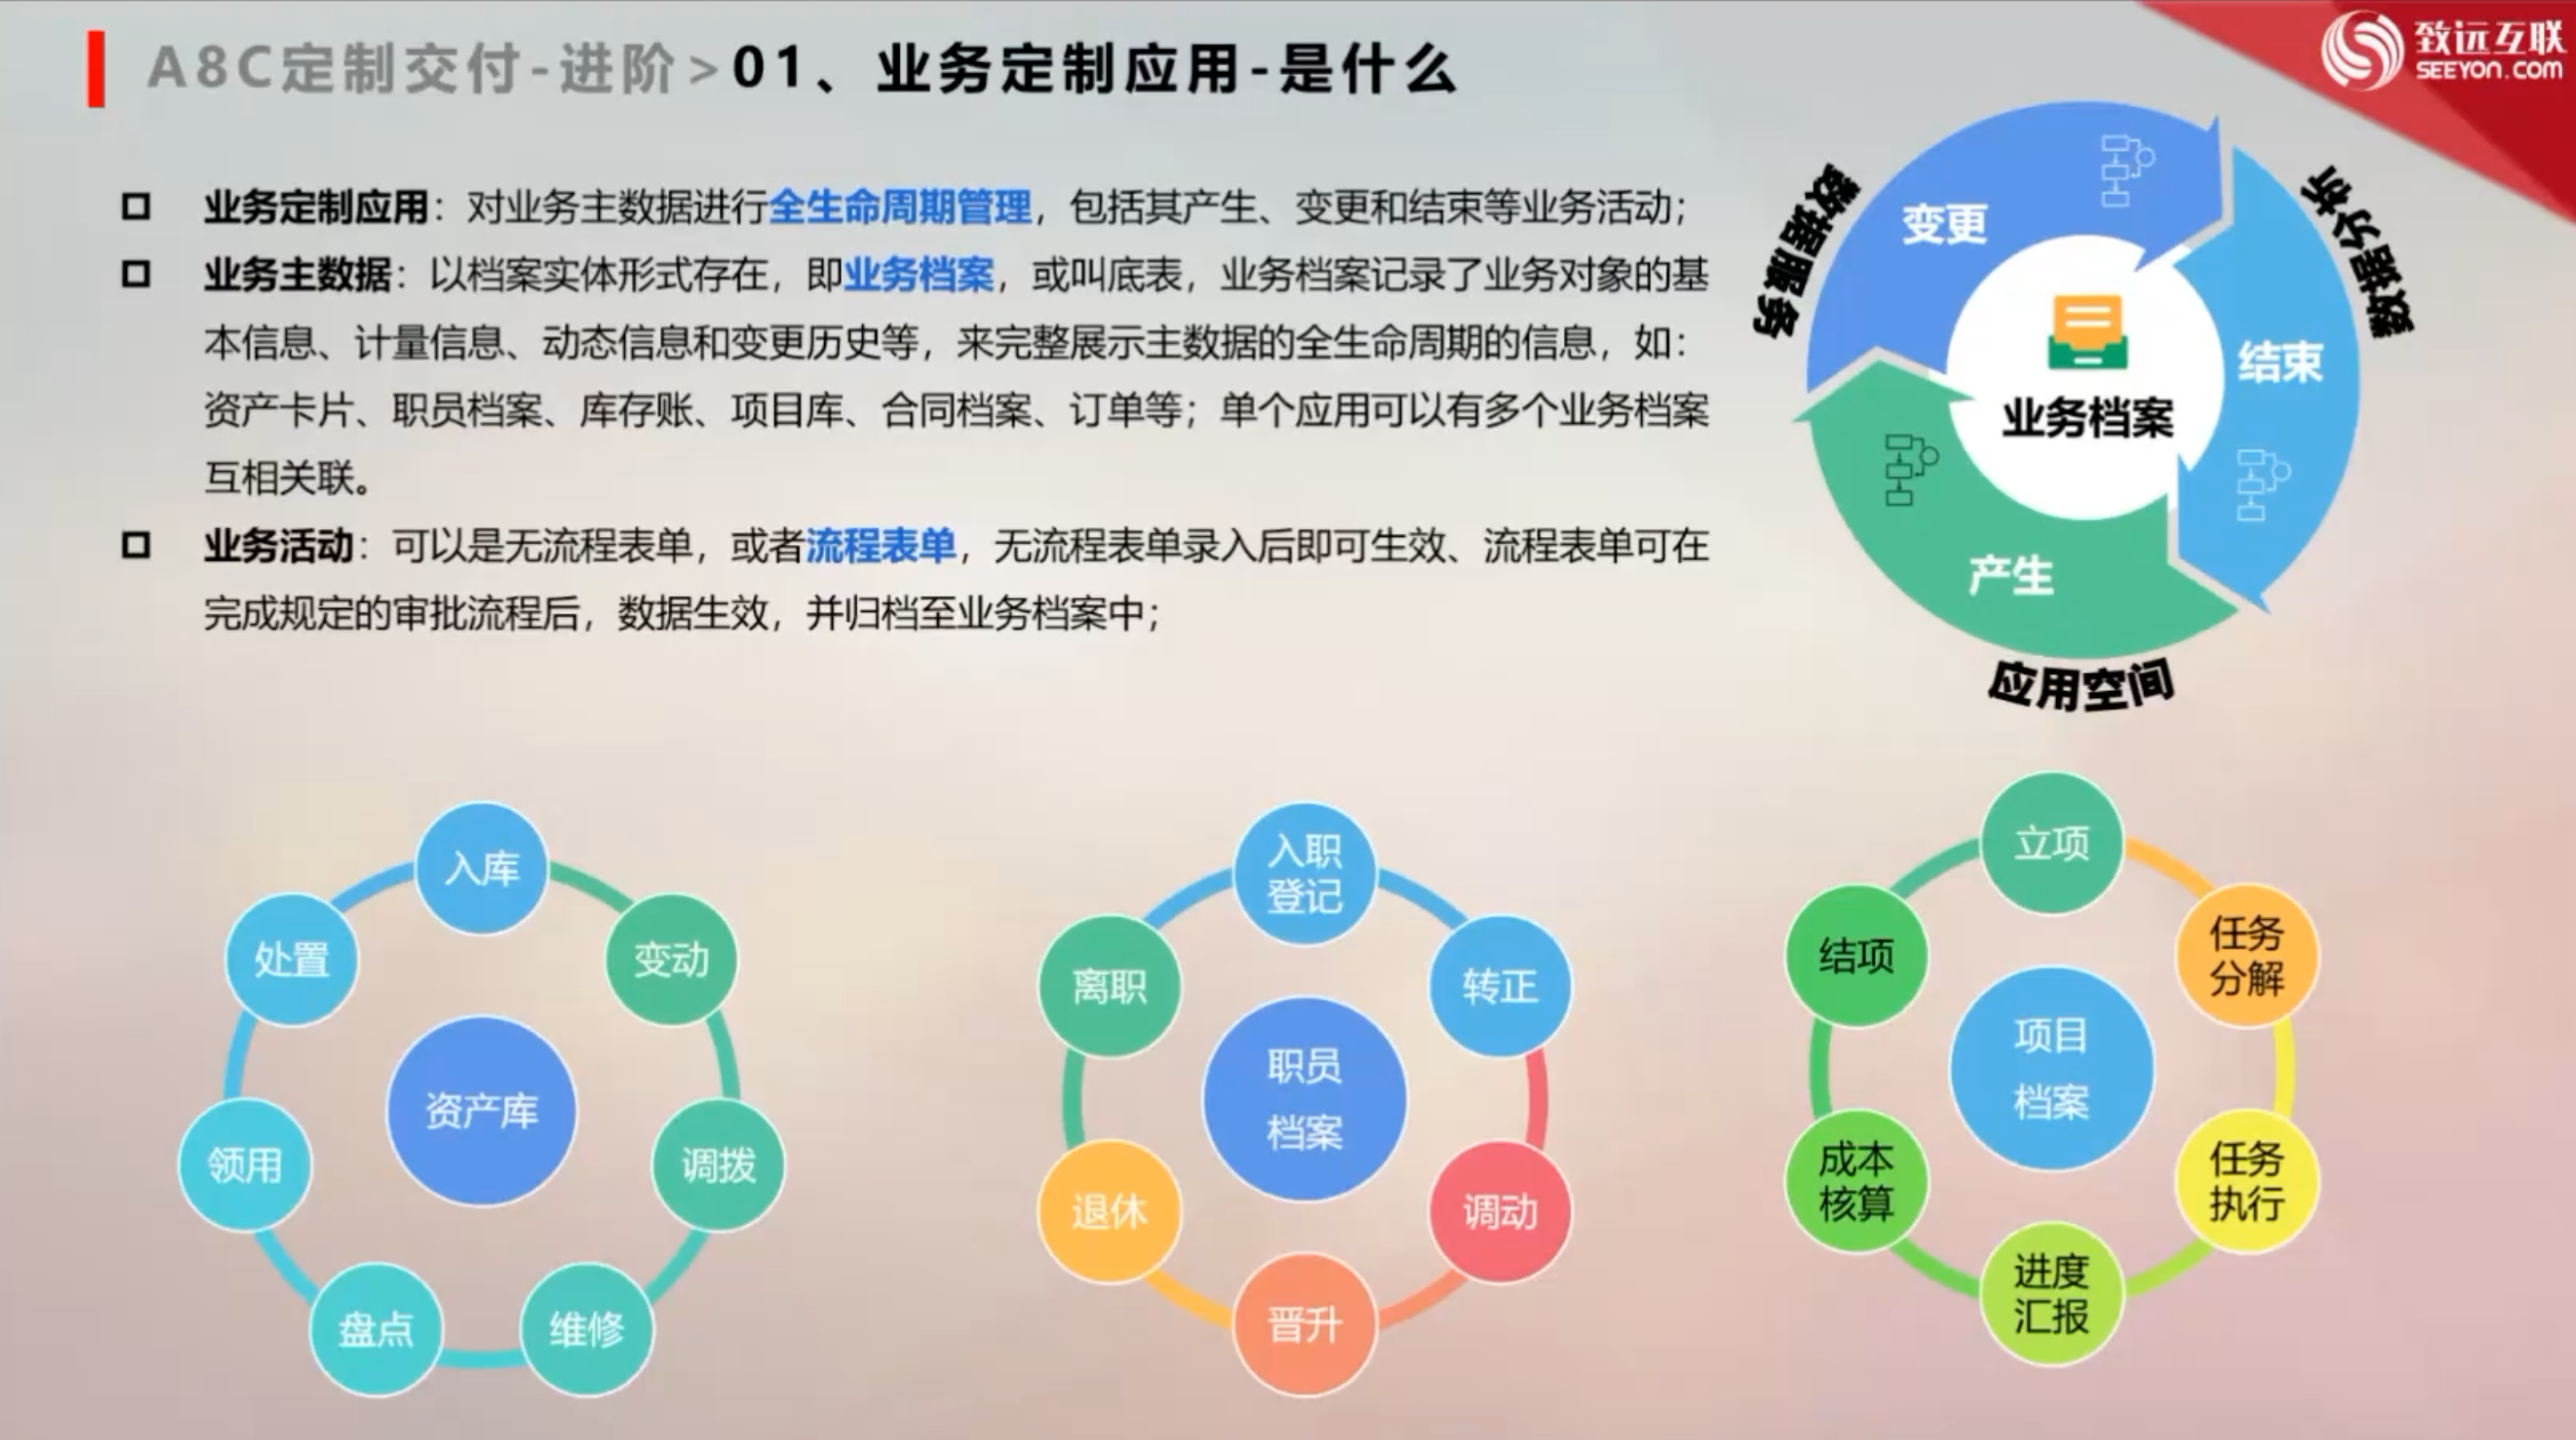 A8C定制交付-进阶>01、业务定制应用-是什么
致远互联
SEEYON.COM
业务定制应用：对业务主数据进行全生命周期管理，包括其产生、变更和结束等业务活动；
业务主数据：以档案实体形式存在，即业务档案，或叫底表，业务档案记录了业务对象的基
本信息、计量信息、动态信息和变更历史等，来完整展示主数据的全生命周期的信息，如：
资产卡片、职员档案、库存账、项目库、合同档案、订单等；单个应用可以有多个业务档案
互相关联。
业务活动：可以是无流程表单，或者流程表单，无流程表单录入后即可生效、流程表单可在
完成规定的审批流程后，数据生效，并归档至业务档案中；
数据服务
数据分析
应用空间
变更
结束
产生
业务档案
入库
变动
调拨
维修
盘点
领用
处置
资产库
入职
登记
转正
调动
晋升
退休
离职
职员
档案
立项
任务
分解
任务
执行
进度
汇报
成本
核算
结项
项目
档案